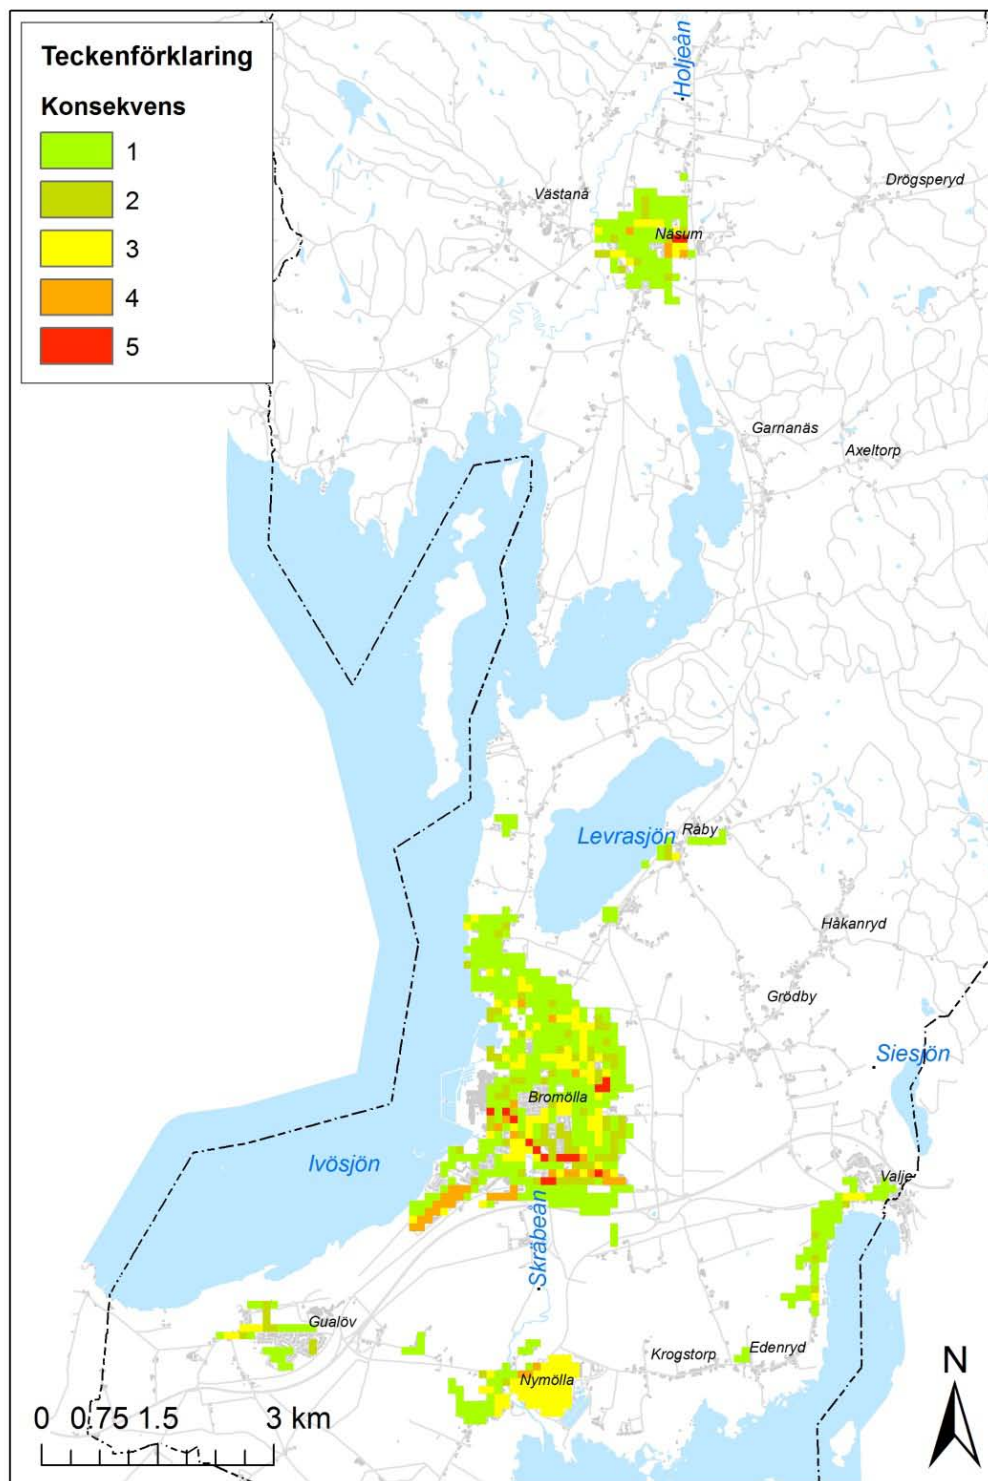 Teckenförklaring
Konsekvens
1
2
3
4
5
Holjeån
Drögsperyd
Västanå
Näsum
Garnanäs
Axeltorp
Levrasjön
Råby
Håkanryd
Grödby
Siesjön
Bromölla
Ivösjön
Valje
Skräbeån
Gualöv
Krogstorp
Edenryd
Nymölla
N
0 0,75 1,5 3 km